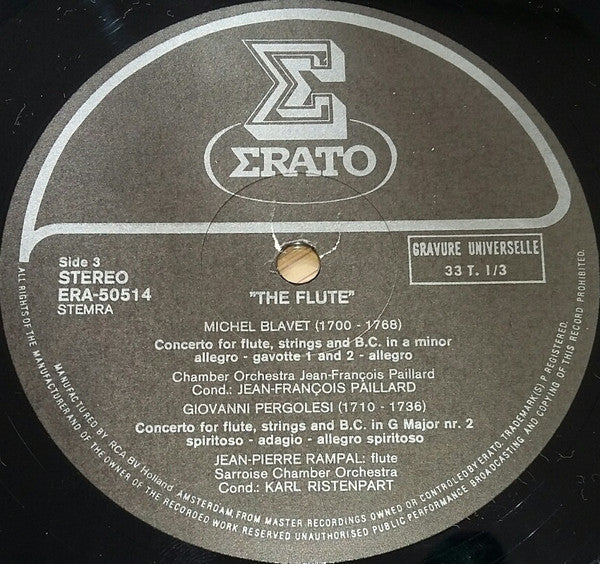 Σ
ΣRATO
Side 3
STEREO
ERA-50514
STEMRA
GRAVURE UNIVERSELLE
33 T. 1/3
"THE FLUTE"
MICHEL BLAVET (1700 - 1768)
Concerto for flute, strings and B.C. in a minor
allegro - gavotte 1 and 2 - allegro
Chamber Orchestra Jean-François Paillard
Cond.: JEAN-FRANÇOIS PAILLARD
GIOVANNI PERGOLESI (1710 - 1736)
Concerto for flute, strings and B.C. in G Major nr. 2
spiritoso - adagio - allegro spiritoso
JEAN-PIERRE RAMPAL: flute
Sarroise Chamber Orchestra
Cond.: KARL RISTENPART
MANUFACTURED BY RCA BV Holland AMSTERDAM, FROM MASTER RECORDINGS OWNED OR CONTROLED BY ERATO. TRADEMARK(S) P REGISTERED.
ALL RIGHTS OF THE MANUFACTURER AND OF THE OWNER OF THE RECORDED WORK RESERVED UNAUTHORISED PUBLIC PERFORMANCE BROADCASTING AND COPYING OF THIS RECORD PROHIBITED.